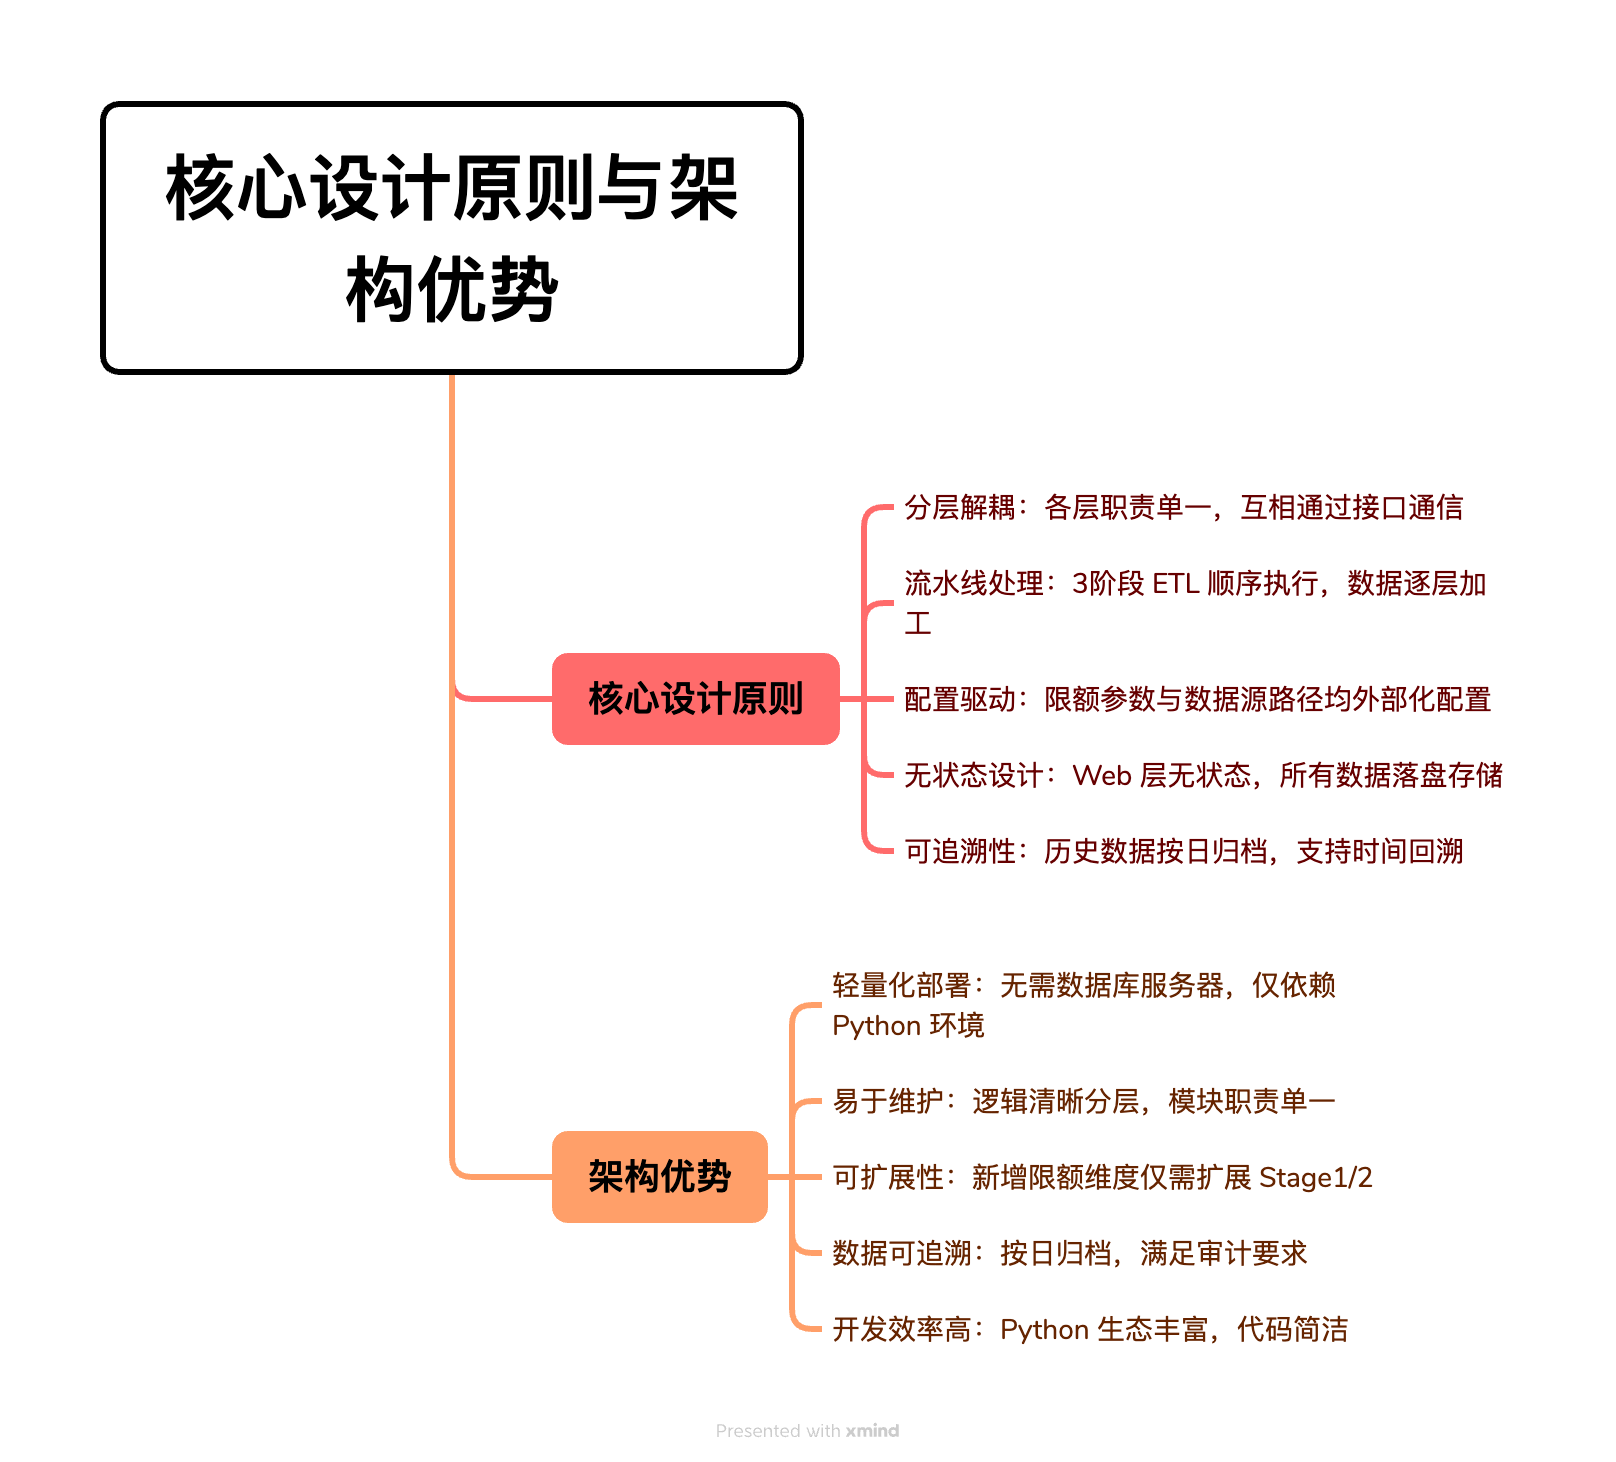 核心设计原则与架
构优势
分层解耦：各层职责单一，互相通过接口通信
流水线处理：3阶段 ETL 顺序执行，数据逐层加
工
核心设计原则
配置驱动：限额参数与数据源路径均外部化配置
无状态设计：Web 层无状态，所有数据落盘存储
可追溯性：历史数据按日归档，支持时间回溯
轻量化部署：无需数据库服务器，仅依赖
Python 环境
易于维护：逻辑清晰分层，模块职责单一
架构优势
可扩展性：新增限额维度仅需扩展 Stage1/2
数据可追溯：按日归档，满足审计要求
开发效率高：Python 生态丰富，代码简洁
Presented with xmind